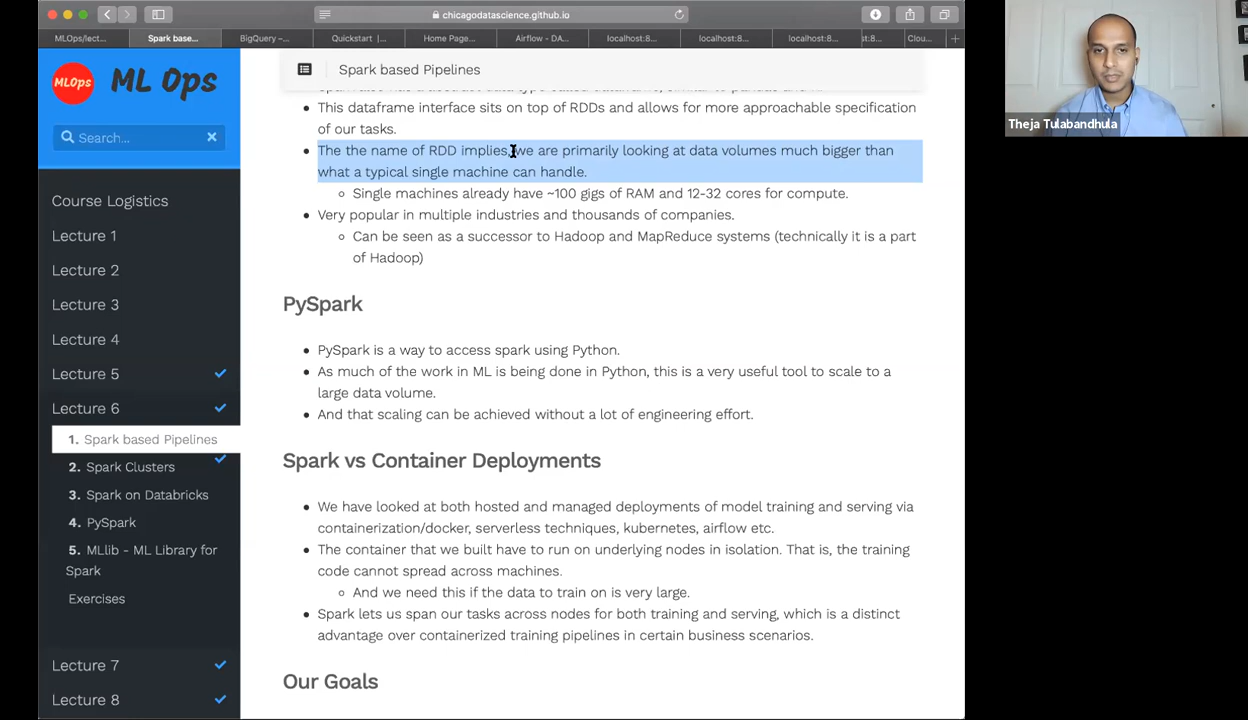 chicagodatascience.github.io
MLOps/lect...
Spark base...
BigQuery –...
Quickstart |...
Home Page...
Airflow - DA...
localhost:8...
localhost:8...
localhost:8...
Clou...
MLOps
ML Ops
Search...
Course Logistics
Lecture 1
Lecture 2
Lecture 3
Lecture 4
Lecture 5
Lecture 6
1. Spark based Pipelines
2. Spark Clusters
3. Spark on Databricks
4. PySpark
5. MLlib - ML Library for
Spark
Exercises
Lecture 7
Lecture 8
Spark based Pipelines
This dataframe interface sits on top of RDDs and allows for more approachable specification
of our tasks.
The the name of RDD implies, we are primarily looking at data volumes much bigger than
what a typical single machine can handle.
Single machines already have ~100 gigs of RAM and 12-32 cores for compute.
Very popular in multiple industries and thousands of companies.
Can be seen as a successor to Hadoop and MapReduce systems (technically it is a part
of Hadoop)
PySpark
PySpark is a way to access spark using Python.
As much of the work in ML is being done in Python, this is a very useful tool to scale to a
large data volume.
And that scaling can be achieved without a lot of engineering effort.
Spark vs Container Deployments
We have looked at both hosted and managed deployments of model training and serving via
containerization/docker, serverless techniques, kubernetes, airflow etc.
The container that we built have to run on underlying nodes in isolation. That is, the training
code cannot spread across machines.
And we need this if the data to train on is very large.
Spark lets us span our tasks across nodes for both training and serving, which is a distinct
advantage over containerized training pipelines in certain business scenarios.
Our Goals
Theja Tulabandhula